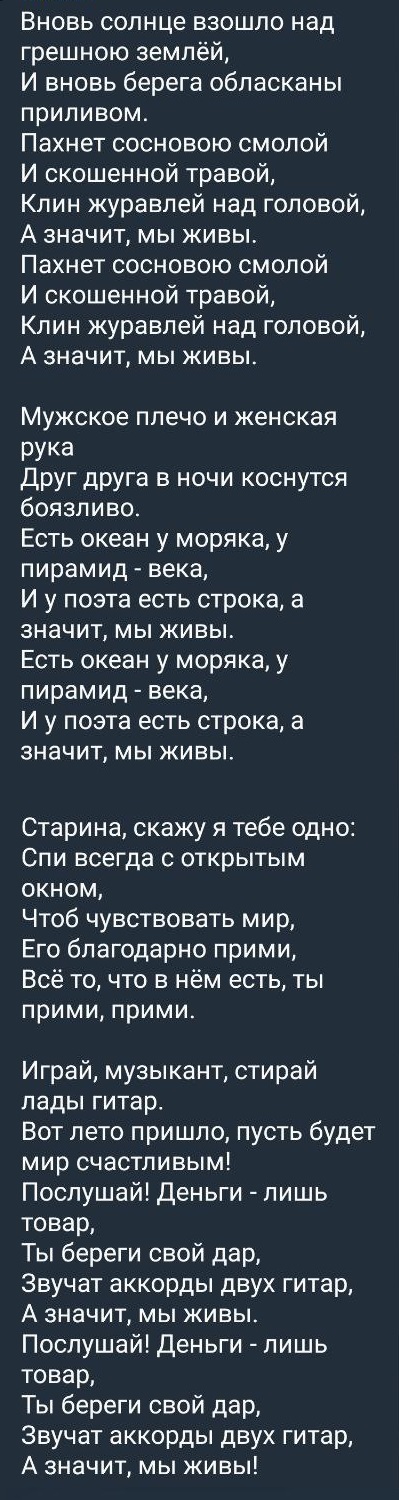 Вновь солнце взошло над
грешною землёй,
И вновь берега обласканы
приливом.
Пахнет сосновою смолой
И скошенной травой,
Клин журавлей над головой,
А значит, мы живы.
Пахнет сосновою смолой
И скошенной травой,
Клин журавлей над головой,
А значит, мы живы.

Мужское плечо и женская
рука
Друг друга в ночи коснутся
боязливо.
Есть океан у моряка, у
пирамид - века,
И у поэта есть строка, а
значит, мы живы.
Есть океан у моряка, у
пирамид - века,
И у поэта есть строка, а
значит, мы живы.

Старина, скажу я тебе одно:
Спи всегда с открытым
окном,
Чтоб чувствовать мир,
Его благодарно прими,
Всё то, что в нём есть, ты
прими, прими.

Играй, музыкант, стирай
лады гитар.
Вот лето пришло, пусть будет
мир счастливым!
Послушай! Деньги - лишь
товар,
Ты береги свой дар,
Звучат аккорды двух гитар,
А значит, мы живы.
Послушай! Деньги - лишь
товар,
Ты береги свой дар,
Звучат аккорды двух гитар,
А значит, мы живы!